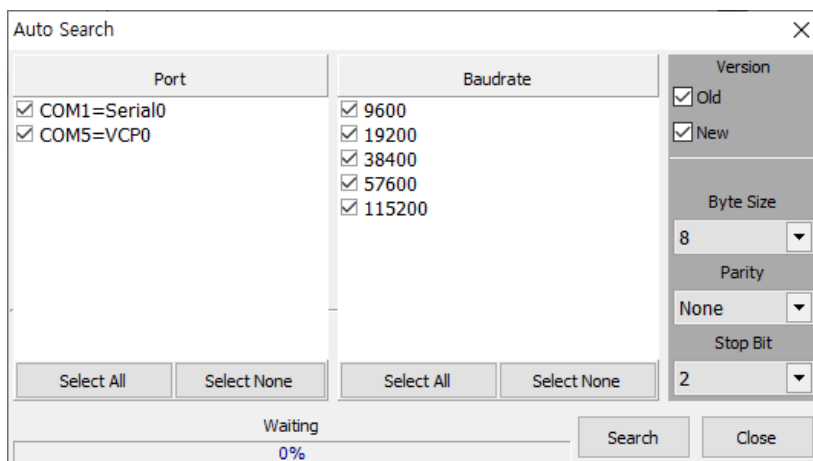 Auto Search
Port
COM1=Serial0
COM5=VCP0
Select All
Select None
Baudrate
9600
19200
38400
57600
115200
Select All
Select None
Version
Old
New
Byte Size
8
Parity
None
Stop Bit
2
Waiting
0%
Search
Close